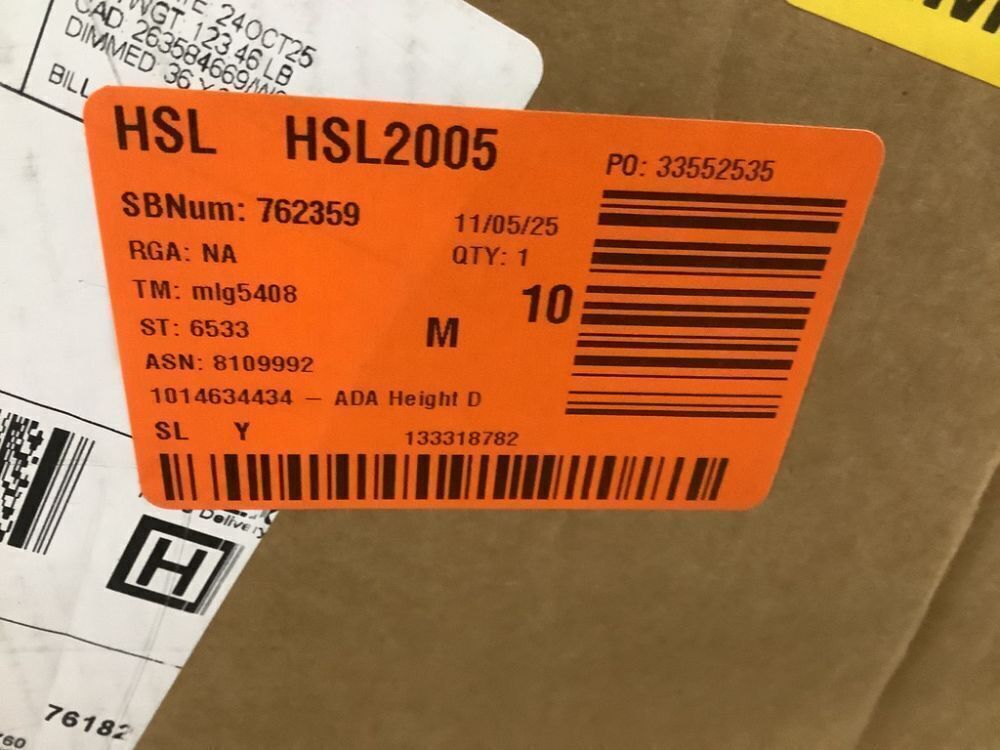 24OCT25
WGT: 123.46 LB
CAD: 263584669/
DIMMED: 36 X
BILL
HSL HSL2005
PO: 33552535
SBNum: 762359
11/05/25
RGA: NA
QTY: 1
TM: mlg5408
10
ST: 6533
M
ASN: 8109992
1014634434 – ADA Height D
SL Y
133318782
Delivery
H
76182